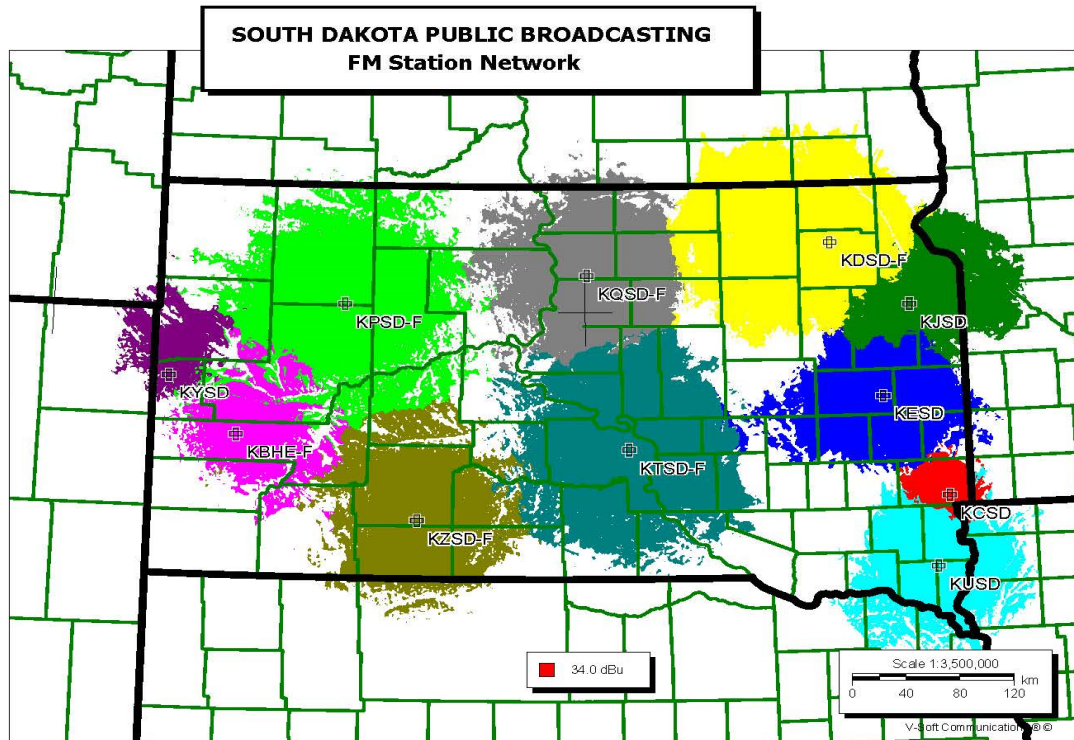 SOUTH DAKOTA PUBLIC BROADCASTING
FM Station Network
KDSD-F
KQSD-F
KPSD-F
KJSD
KYSD
KESD
KBHE-F
KTSD-F
KCSD
KZSD-F
KUSD
34.0 dBu
Scale 1:3,500,000
km
0 40 80 120
V-Soft Communications® ©